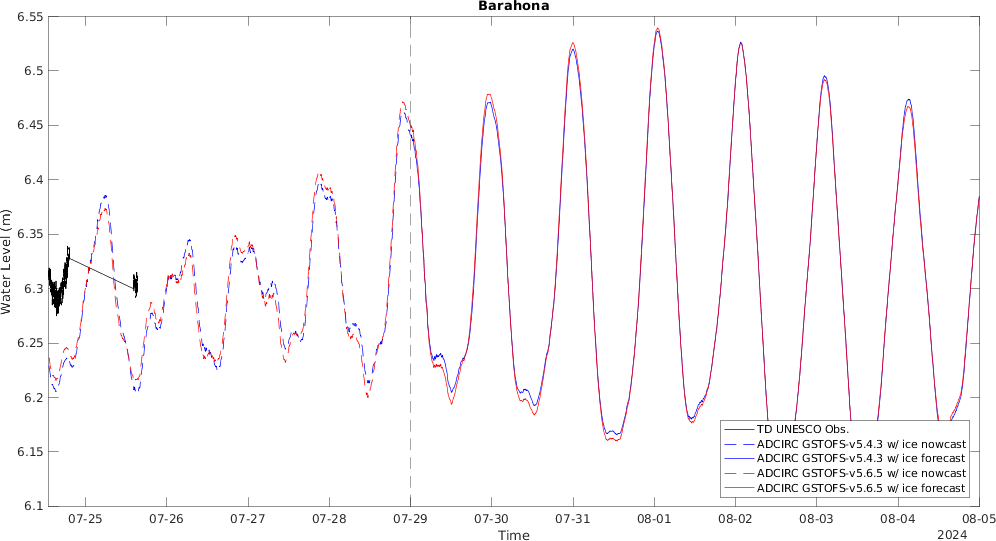 Barahona
Water Level (m)
6.55
6.5
6.45
6.4
6.35
6.3
6.25
6.2
6.15
6.1
TD UNESCO Obs.
ADCIRC GSTOFS-v5.4.3 w/ ice nowcast
ADCIRC GSTOFS-v5.4.3 w/ ice forecast
ADCIRC GSTOFS-v5.6.5 w/ ice nowcast
ADCIRC GSTOFS-v5.6.5 w/ ice forecast
07-25 07-26 07-27 07-28 07-29 07-30 07-31 08-01 08-02 08-03 08-04 08-05
Time
2024